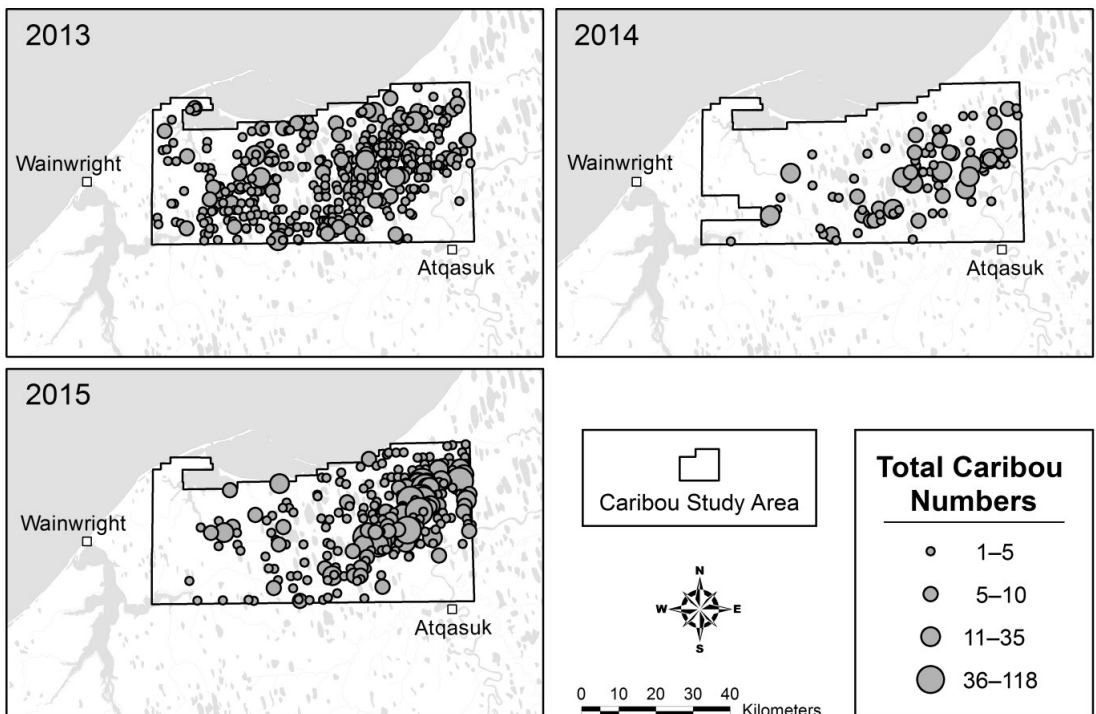 2013
Wainwright
Atqasuk
2014
Wainwright
Atqasuk
2015
Wainwright
Atqasuk
Caribou Study Area
N
W E
S
0 10 20 30 40
Kilometers
Total Caribou
Numbers
1–5
5–10
11–35
36–118